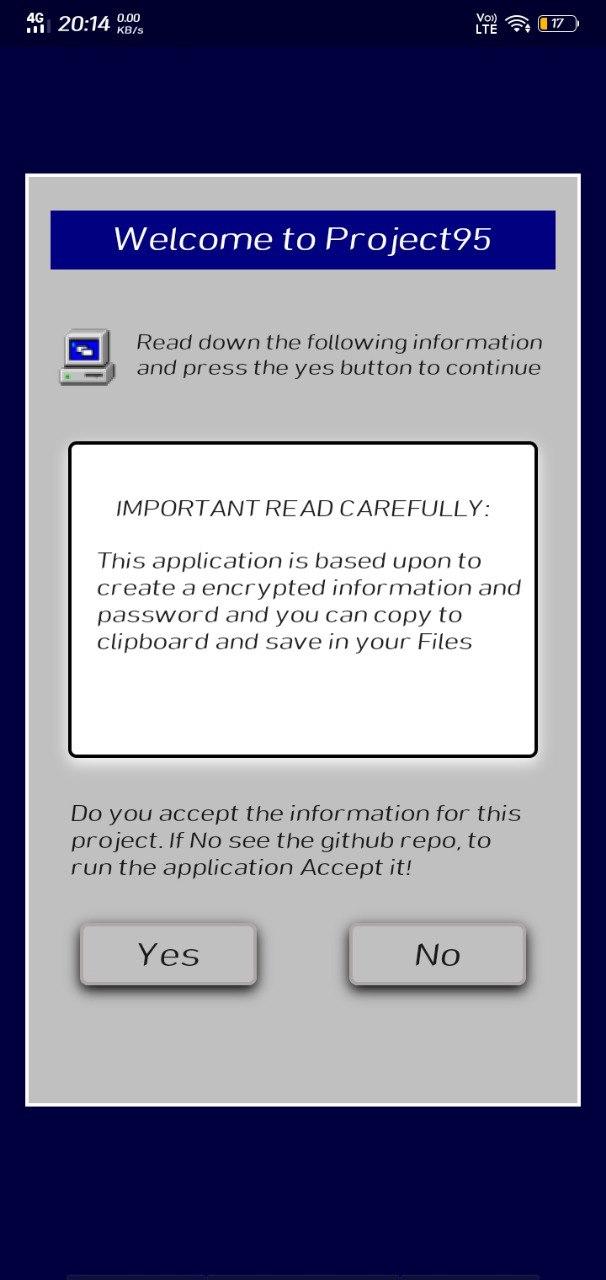 4G 20:14 0.00 KB/s Vo) LTE 17
Welcome to Project95
Read down the following information
and press the yes button to continue
IMPORTANT READ CAREFULLY:
This application is based upon to
create a encrypted information and
password and you can copy to
clipboard and save in your Files
Do you accept the information for this
project. If No see the github repo, to
run the application Accept it!
Yes No